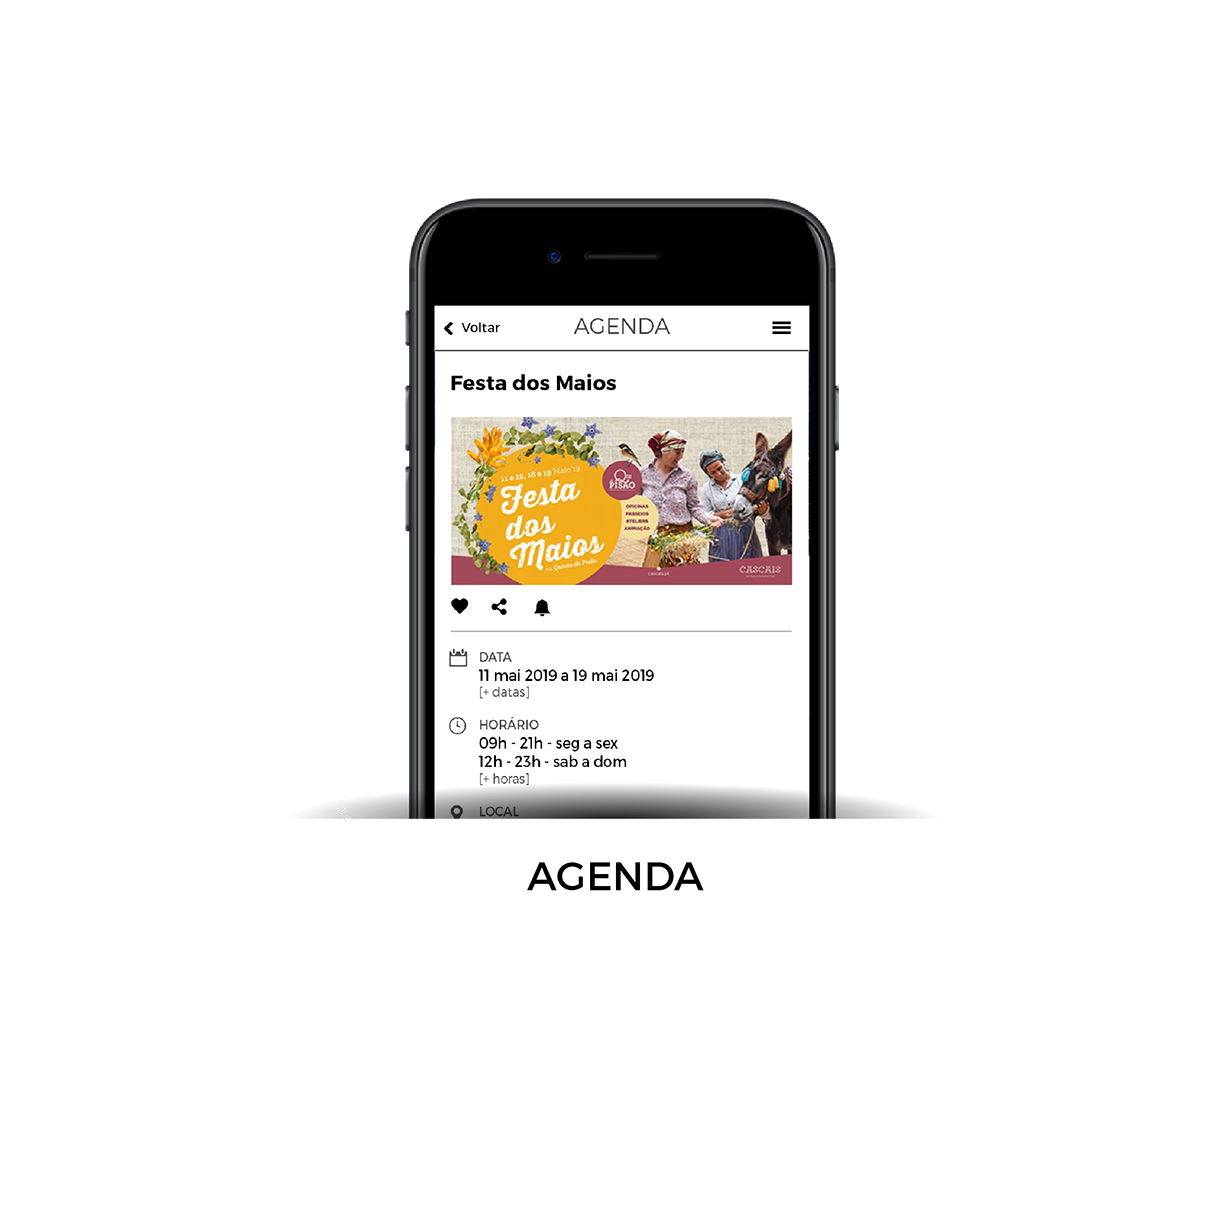 Voltar
AGENDA
Festa dos Maios
11 e 12, 18 e 19 Maio'19
Festa
dos
Maios
na Quinta do Pisão
PISÃO
OFICINAS
PASSEIOS
ATELIERS
ANIMAÇÃO
cascais.pt
CASCAIS
DATA
11 mai 2019 a 19 mai 2019
[+ datas]
HORÁRIO
09h - 21h - seg a sex
12h - 23h - sab a dom
[+ horas]
LOCAL
AGENDA